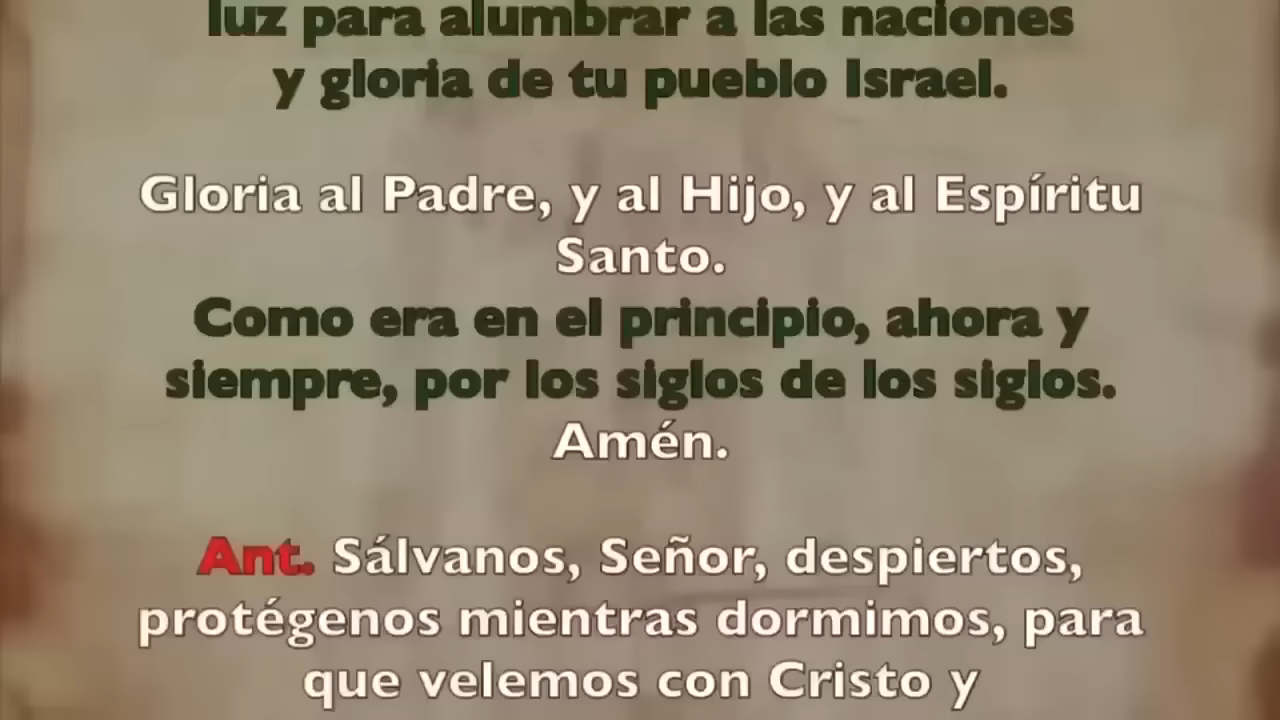 luz para alumbrar a las naciones
y gloria de tu pueblo Israel.
Gloria al Padre, y al Hijo, y al Espíritu
Santo.
Como era en el principio, ahora y
siempre, por los siglos de los siglos.
Amén.
Ant. Sálvanos, Señor, despiertos,
protégenos mientras dormimos, para
que velemos con Cristo y